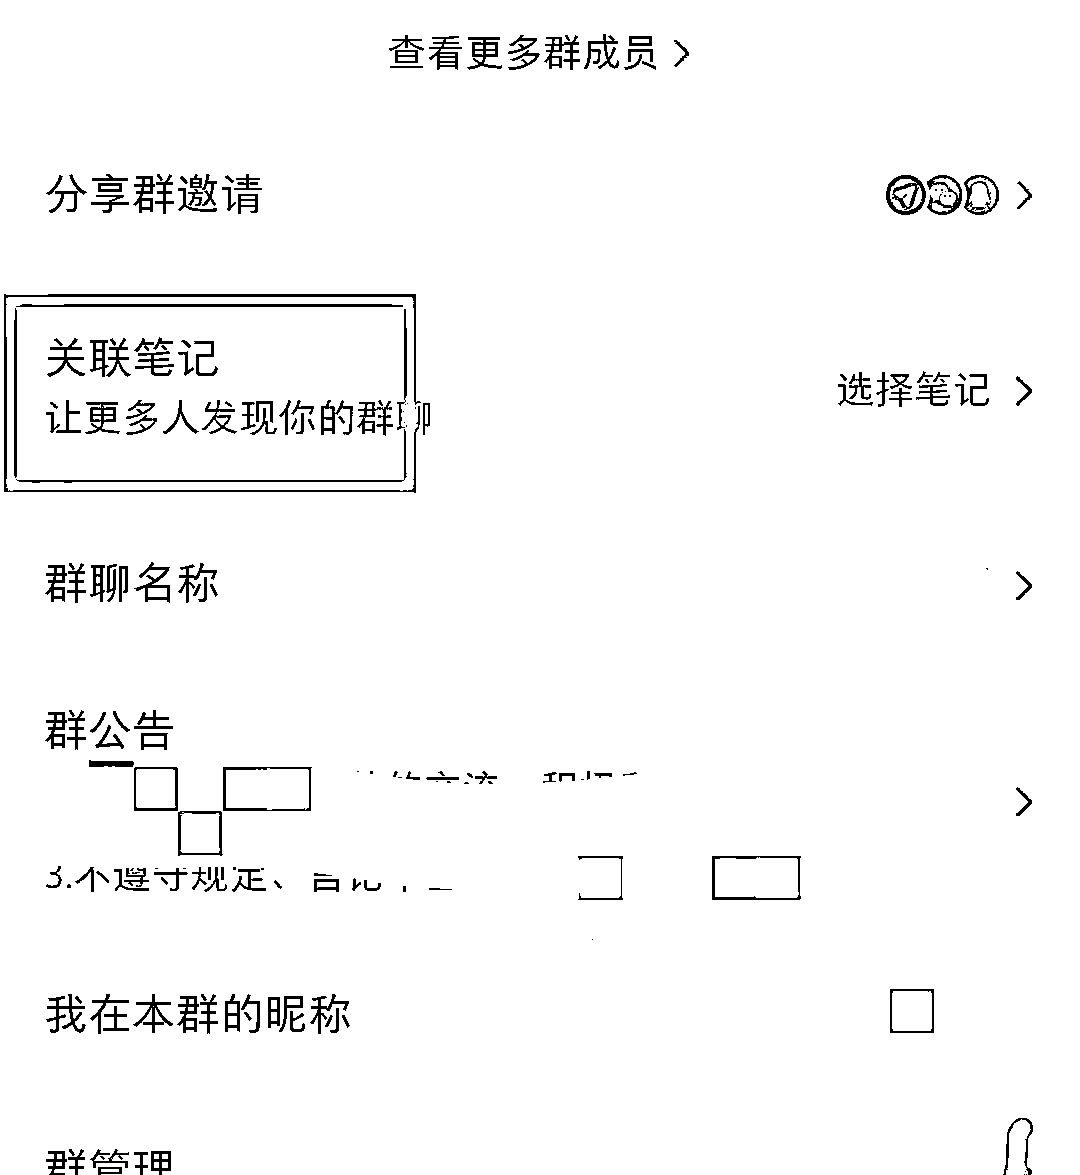 查看更多群成员
分享群邀请
关联笔记
让更多人发现你的群聊
选择笔记
群聊名称
群公告
3.不遵守规定、
我在本群的昵称
群管理